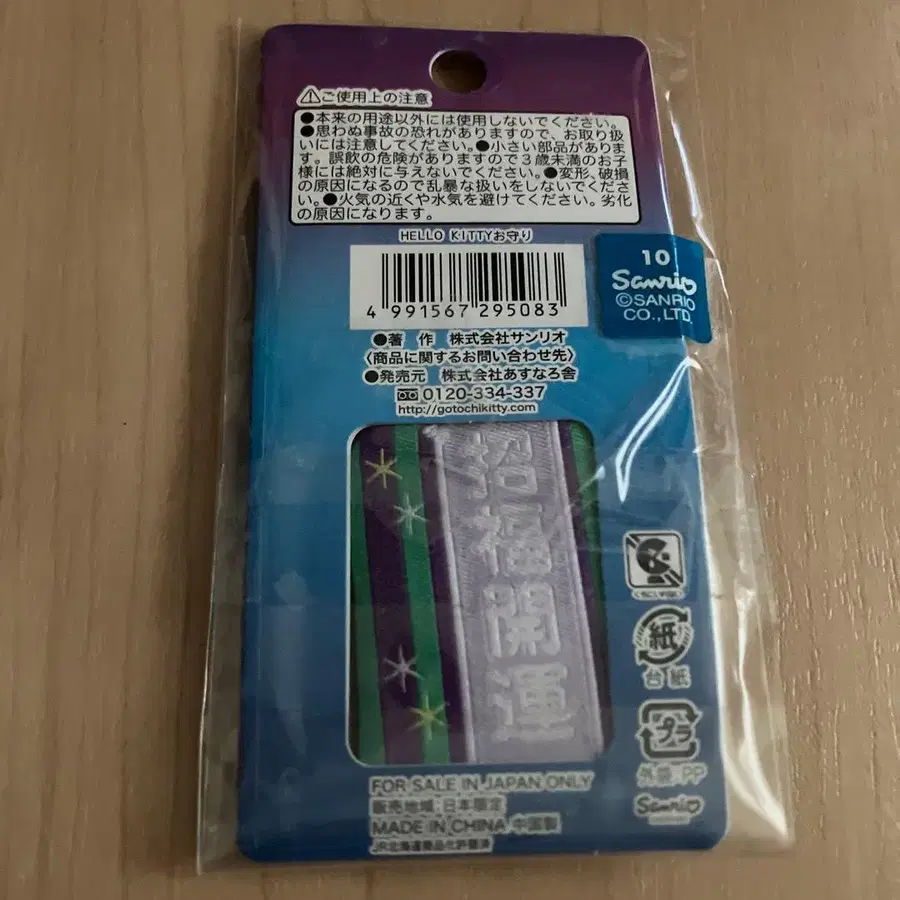 ⚠ご使用上の注意
●本来の用途以外には使用しないでください。
●思わぬ事故の恐れがありますので、お取り扱
いには注意してください。●小さい部品がありま
す。誤飲の危険がありますので3歳未満のお子
様には絶対に与えないでください。●変形、破損
の原因になるので乱暴な扱いをしないでくださ
い。●火気の近くや水気を避けてください。劣化
の原因になります。
HELLO KITTYお守り
4 991567 295083
10
Sanrio
©SANRIO
CO.,LTD.
●著 作 株式会社サンリオ
〈商品に関するお問い合わせ先〉
●発売元 株式会社あすなろ舎
0120-334-337
http://gotochikitty.com
招福開運
紙
台紙
プラ
外袋:PP
FOR SALE IN JAPAN ONLY
販売地域:日本限定
MADE IN CHINA 中国製
JR北海道商品化許諾済
Sanrio